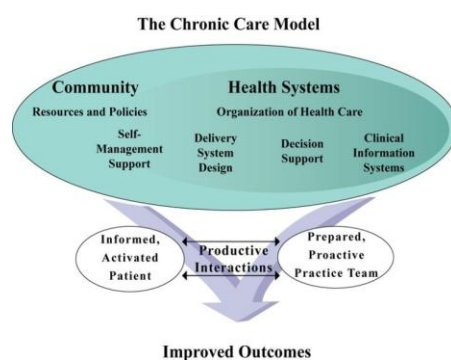 The Chronic Care Model
Community
Health Systems
Resources and Policies
Organization of Health Care
Self-
Management
Support
Delivery
System
Design
Decision
Support
Clinical
Information
Systems
Informed,
Activated
Patient
Productive
Interactions
Prepared,
Proactive
Practice Team
Improved Outcomes